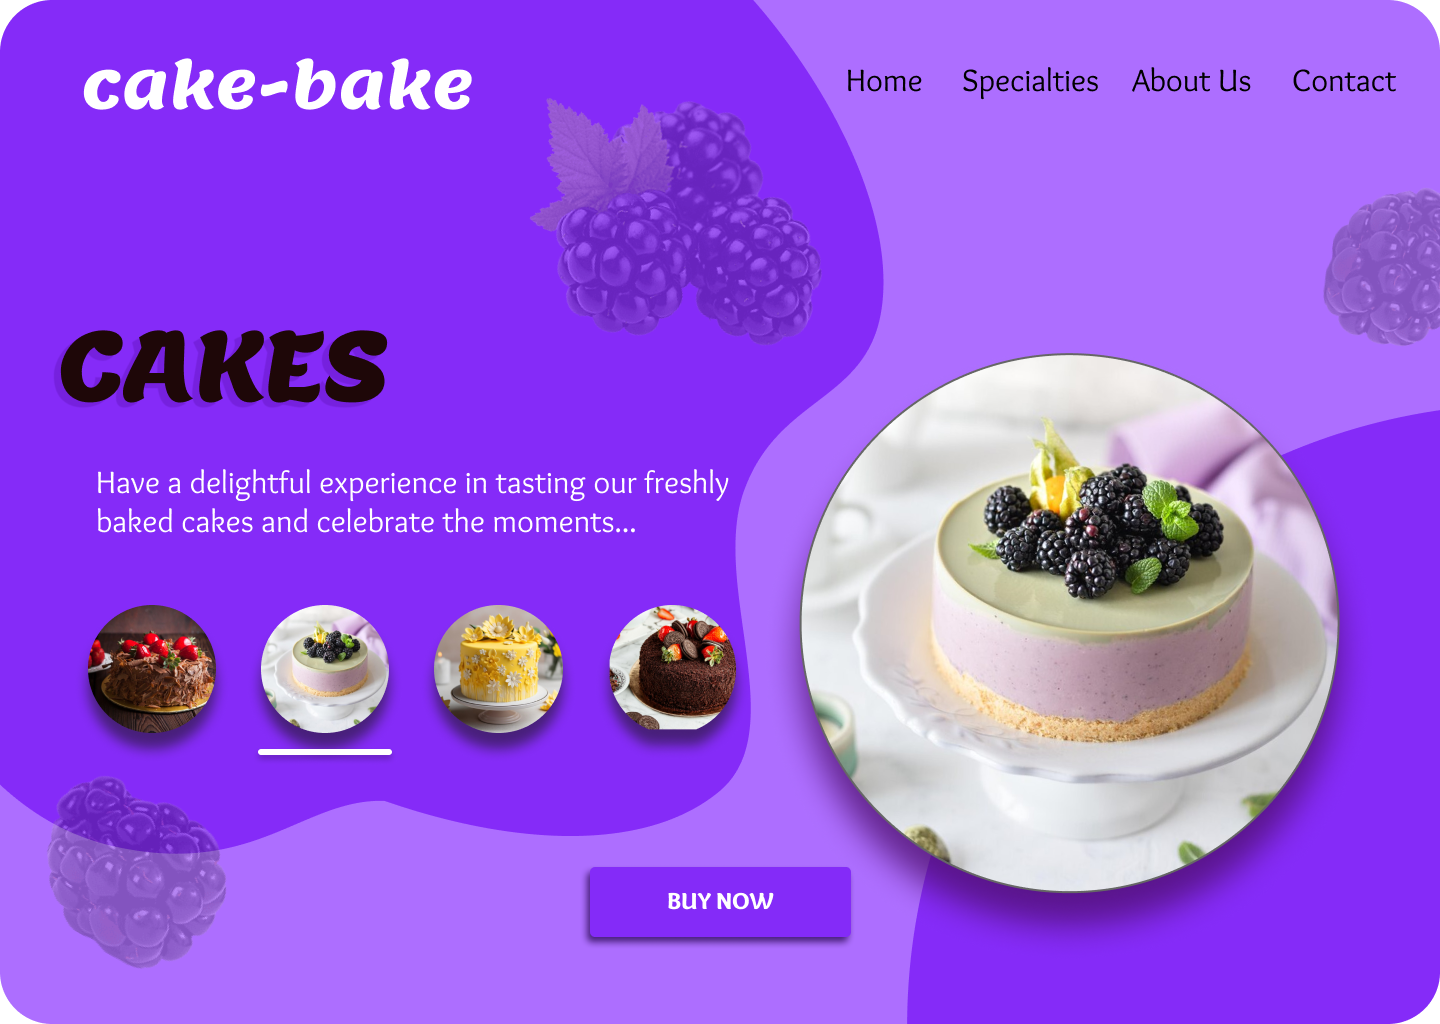 cake-bake
Home Specialties About Us Contact
CAKES
Have a delightful experience in tasting our freshly
baked cakes and celebrate the moments...
BUY NOW